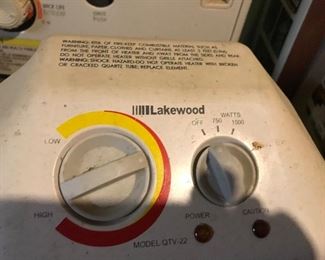 WARNING: RISK OF FIRE-KEEP COMBUSTIBLE MATERIAL SUCH AS
FURNITURE, PAPER, CLOTHES AND CURTAINS AT LEAST 3 FEET (0.9M)
FROM THE FRONT OF HEATER AND AWAY FROM THE SIDES AND REAR.
DO NOT OPERATE HEATER WITHOUT GRILLE ATTACHED.
WARNING: SHOCK HAZARD-DO NOT OPERATE HEATER WITH BROKEN
OR CRACKED QUARTZ TUBE; REPLACE ELEMENT.
Lakewood
WATTS
OFF 750 1500
LOW
HIGH
POWER CAUTION
MODEL QTV-22